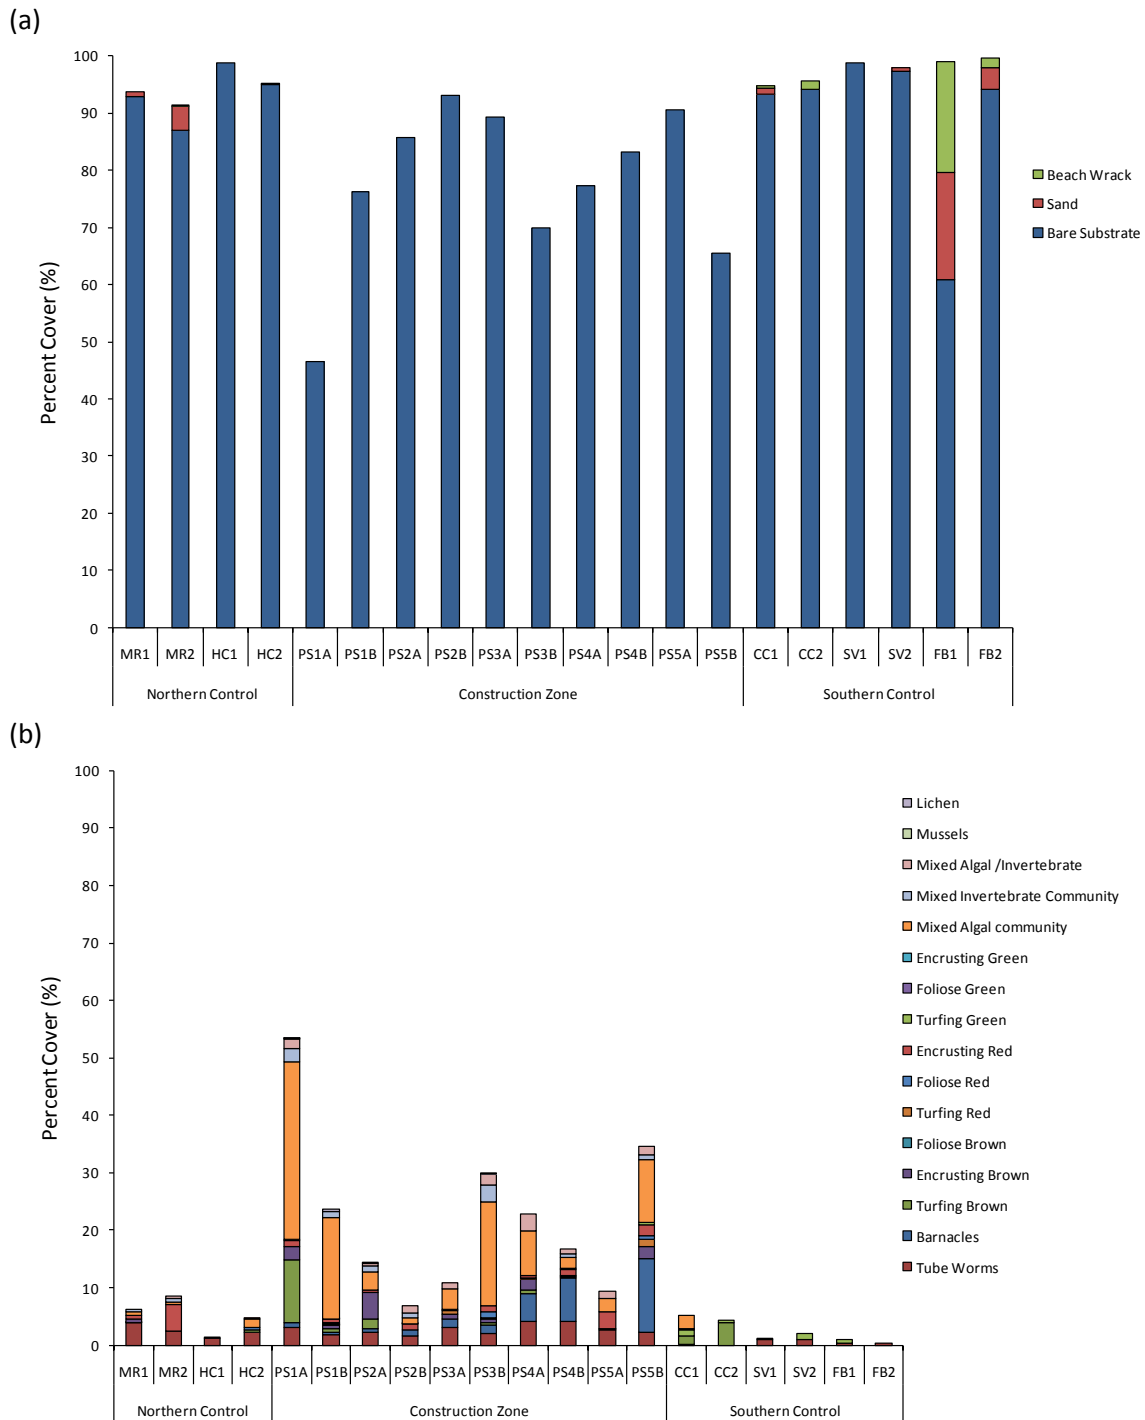 (a)
100
90
80
70
60
50
40
30
20
10
0
Percent Cover (%)
Beach Wrack
Sand
Bare Substrate
MR1 MR2 HC1 HC2 PS1A PS1B PS2A PS2B PS3A PS3B PS4A PS4B PS5A PS5B CC1 CC2 SV1 SV2 FB1 FB2
Northern Control Construction Zone Southern Control
(b)
100
90
80
70
60
50
40
30
20
10
0
Percent Cover (%)
Lichen
Mussels
Mixed Algal /Invertebrate
Mixed Invertebrate Community
Mixed Algal community
Encrusting Green
Foliose Green
Turfing Green
Encrusting Red
Foliose Red
Turfing Red
Foliose Brown
Encrusting Brown
Turfing Brown
Barnacles
Tube Worms
MR1 MR2 HC1 HC2 PS1A PS1B PS2A PS2B PS3A PS3B PS4A PS4B PS5A PS5B CC1 CC2 SV1 SV2 FB1 FB2
Northern Control Construction Zone Southern Control